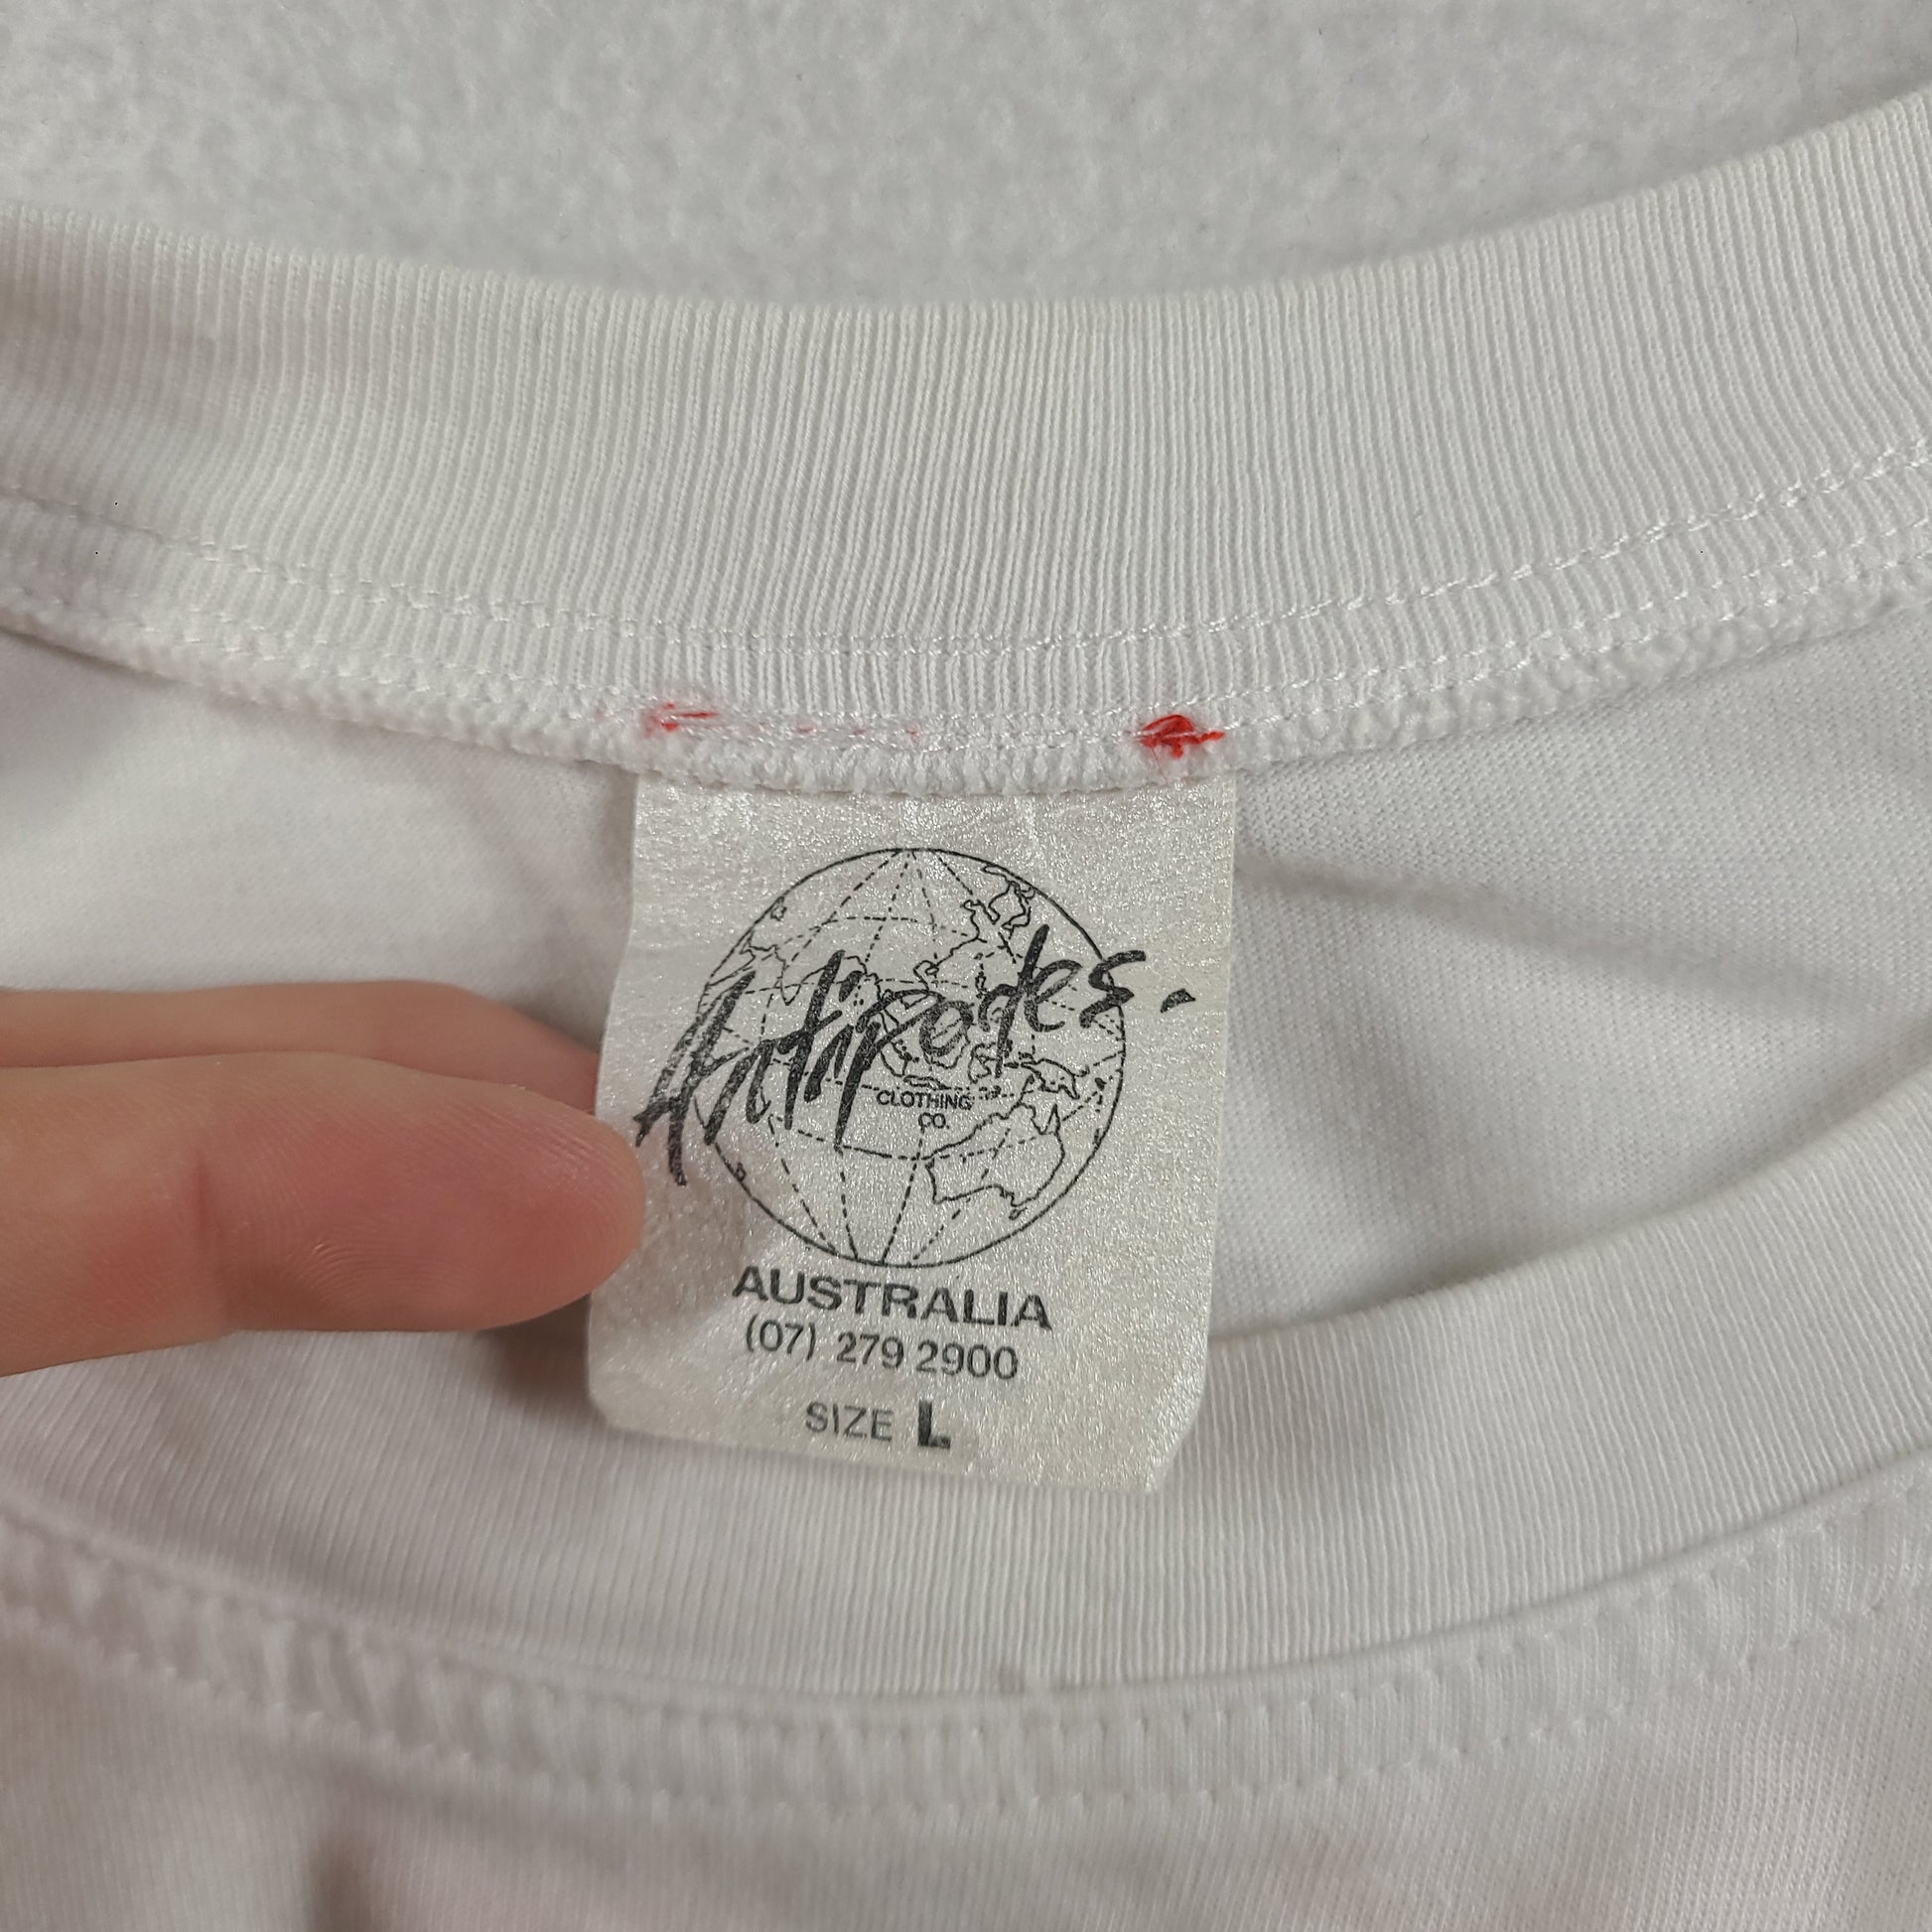 Antipodes.
CLOTHING
CO.
AUSTRALIA
(07) 279 2900
SIZE L